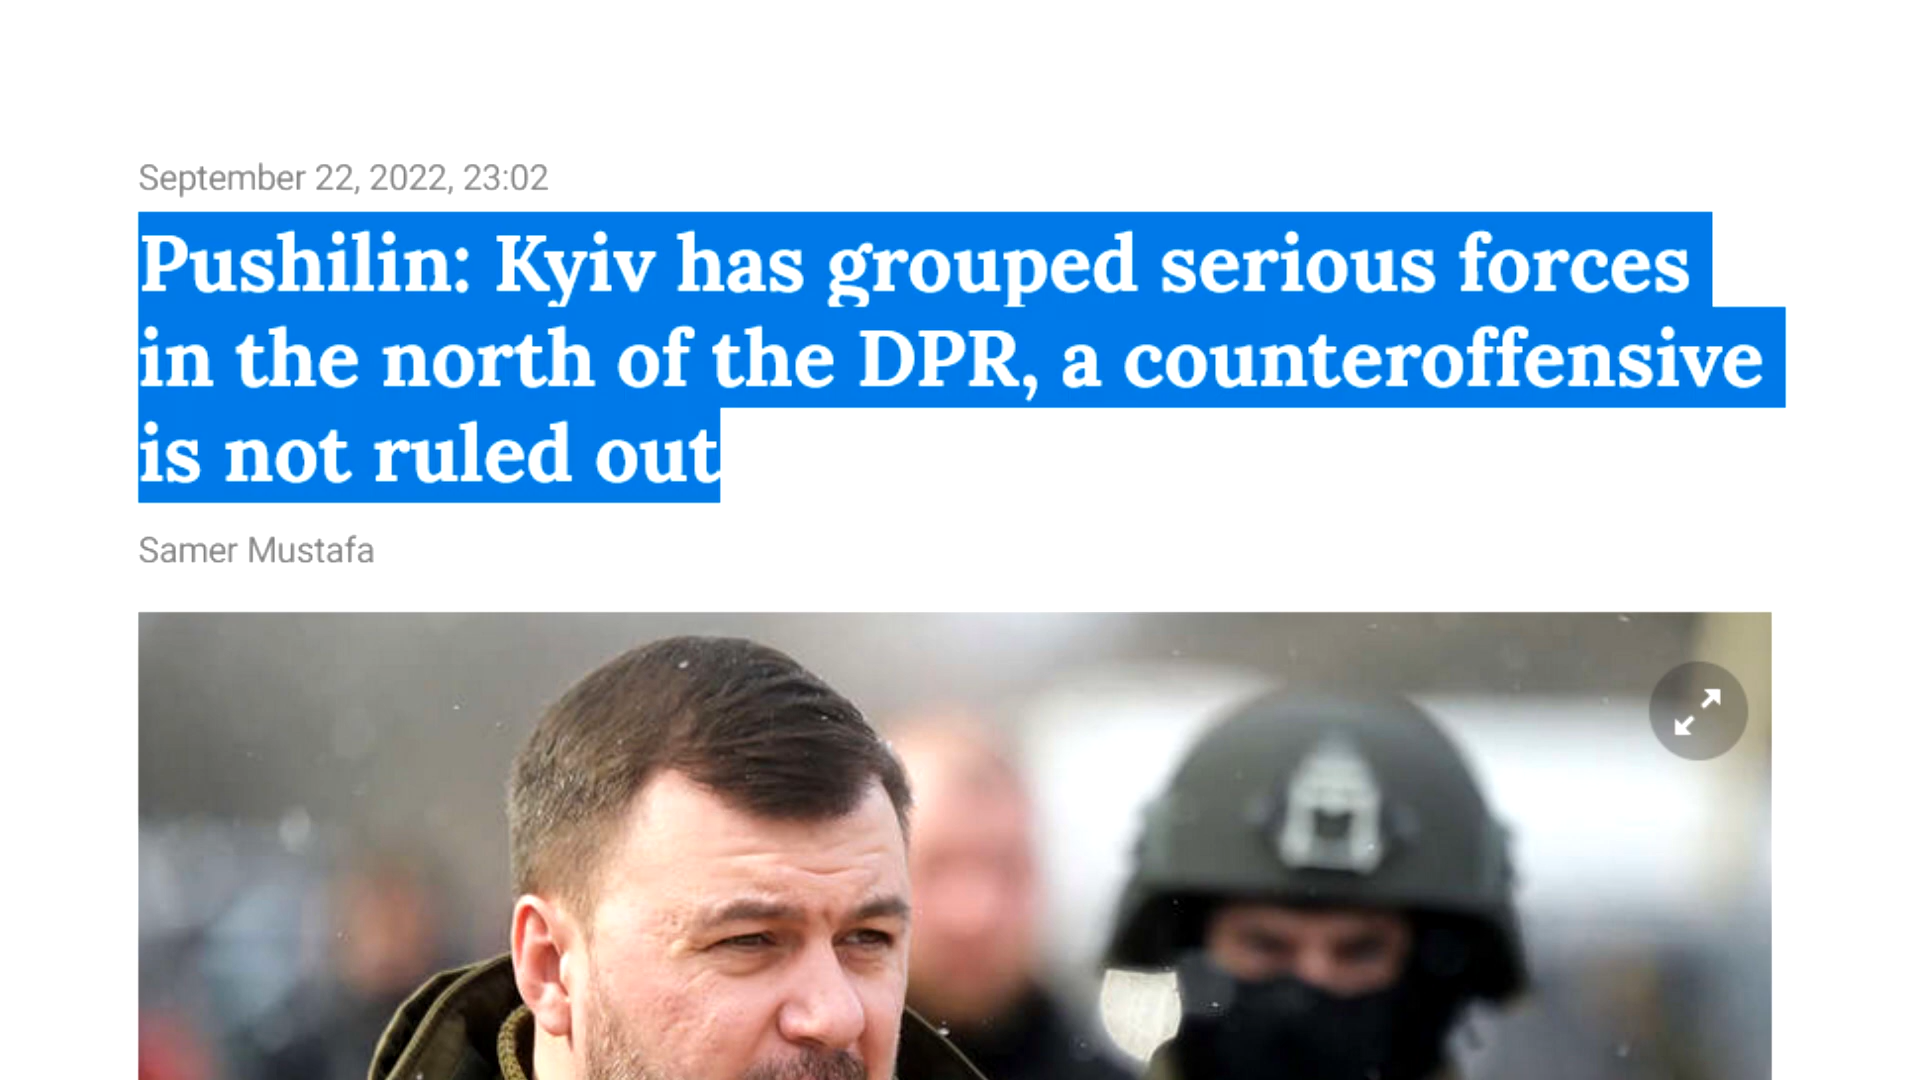 September 22, 2022, 23:02
Pushilin: Kyiv has grouped serious forces
in the north of the DPR, a counteroffensive
is not ruled out
Samer Mustafa